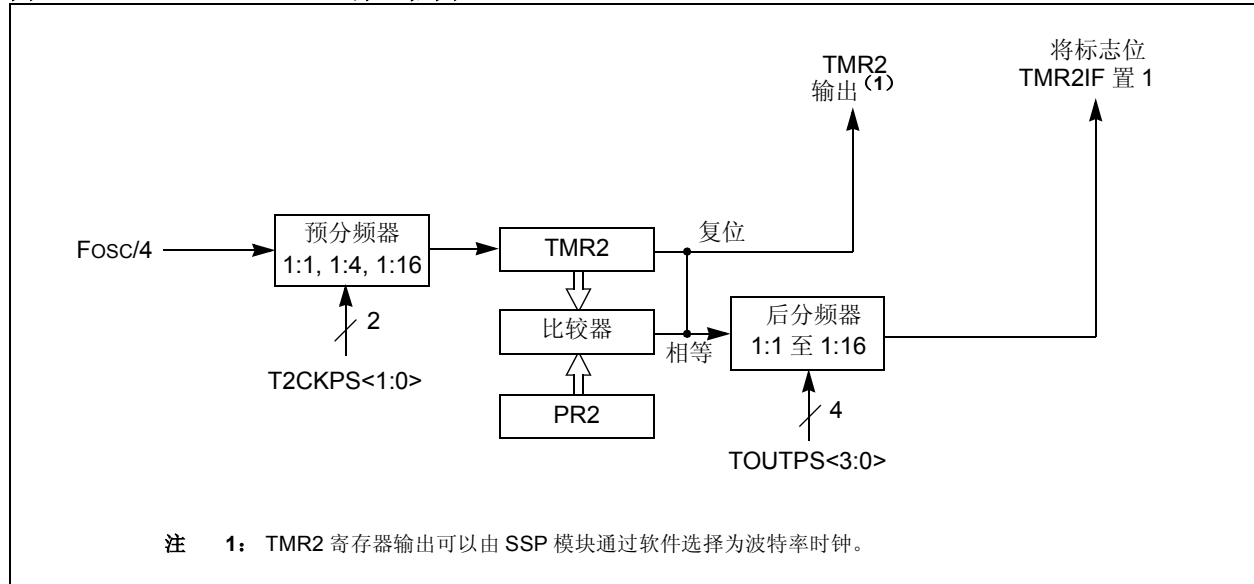 TMR2
输出（1）
将标志位
TMR2IF 置 1
FOSC/4
预分频器
1:1, 1:4, 1:16
2
T2CKPS<1:0>
TMR2
复位
比较器
相等
PR2
后分频器
1:1 至 1:16
4
TOUTPS<3:0>
注 1： TMR2 寄存器输出可以由 SSP 模块通过软件选择为波特率时钟。